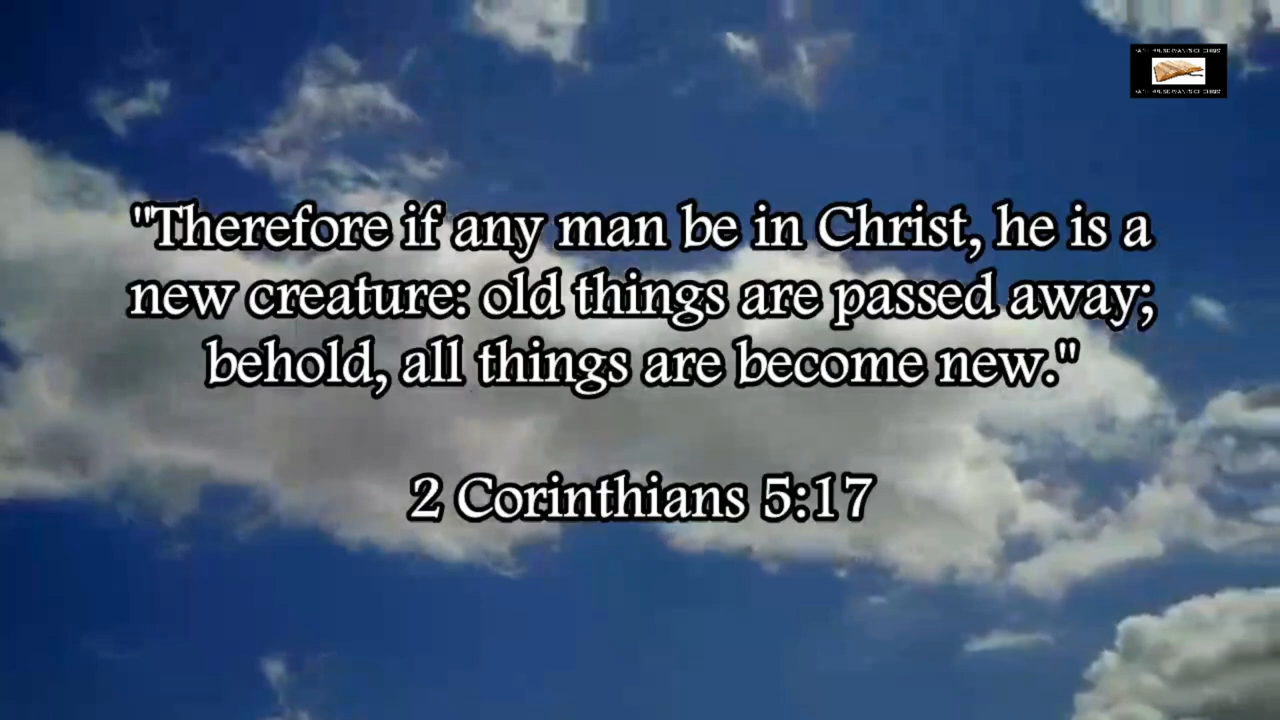 "Therefore if any man be in Christ, he is a
new creature: old things are passed away;
behold, all things are become new."
2 Corinthians 5:17